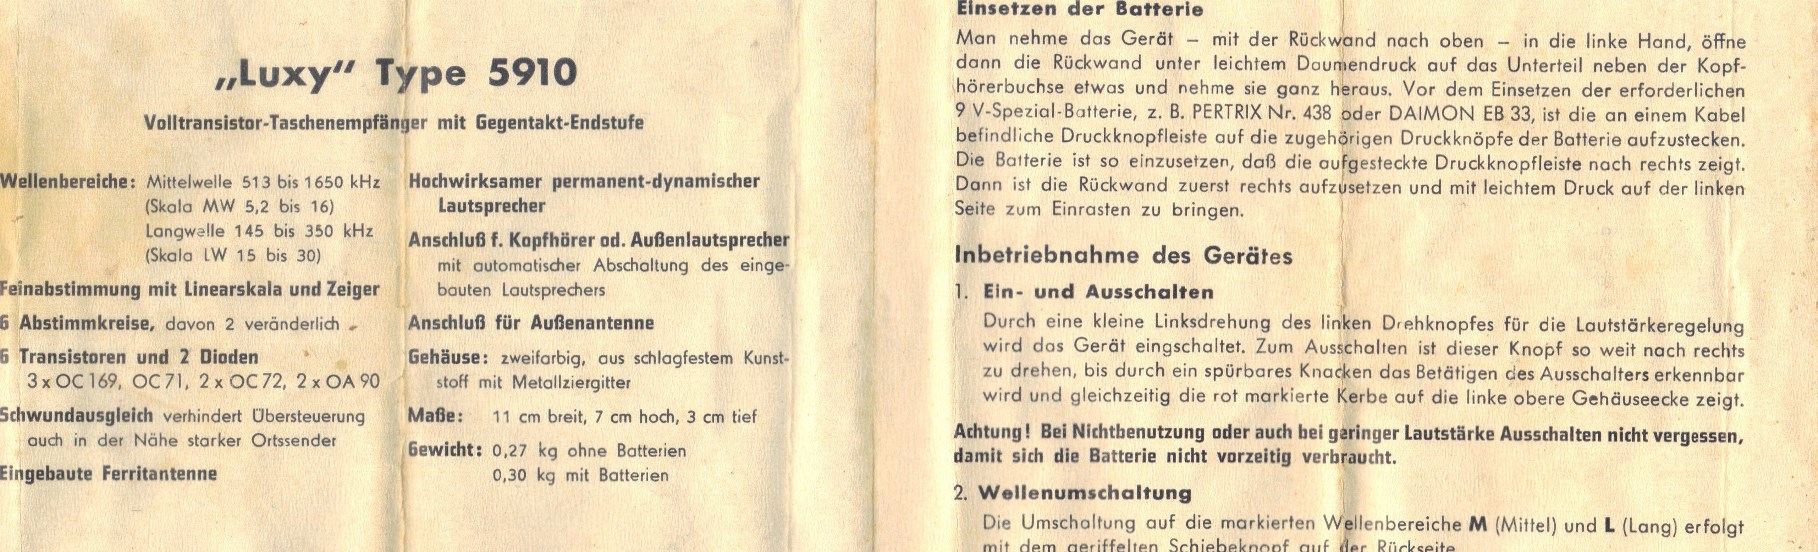 „Luxy“ Type 5910
Volltransistor-Taschenempfänger mit Gegentakt-Endstufe
Wellenbereiche: Mittelwelle 513 bis 1650 kHz
(Skala MW 5,2 bis 16)
Langwelle 145 bis 350 kHz
(Skala LW 15 bis 30)
Feinabstimmung mit Linearskala und Zeiger
6 Abstimmkreise, davon 2 veränderlich
6 Transistoren und 2 Dioden
3 x OC 169, OC 71, 2 x OC 72, 2 x OA 90
Schwundausgleich verhindert Übersteuerung
auch in der Nähe starker Ortssender
Eingebaute Ferritantenne
Hochwirksamer permanent-dynamischer
Lautsprecher
Anschluß f. Kopfhörer od. Außenlautsprecher
mit automatischer Abschaltung des einge-
bauten Lautsprechers
Anschluß für Außenantenne
Gehäuse: zweifarbig, aus schlagfestem Kunst-
stoff mit Metallziergitter
Maße: 11 cm breit, 7 cm hoch, 3 cm tief
Gewicht: 0,27 kg ohne Batterien
0,30 kg mit Batterien
Einsetzen der Batterie
Man nehme das Gerät – mit der Rückwand nach oben – in die linke Hand, öffne
dann die Rückwand unter leichtem Daumendruck auf das Unterteil neben der Kopf-
hörerbuchse etwas und nehme sie ganz heraus. Vor dem Einsetzen der erforderlichen
9 V-Spezial-Batterie, z. B. PERTRIX Nr. 438 oder DAIMON EB 33, ist die an einem Kabel
befindliche Druckknopfleiste auf die zugehörigen Druckknöpfe der Batterie aufzustecken.
Die Batterie ist so einzusetzen, daß die aufgesteckte Druckknopfleiste nach rechts zeigt.
Dann ist die Rückwand zuerst rechts aufzusetzen und mit leichtem Druck auf der linken
Seite zum Einrasten zu bringen.
Inbetriebnahme des Gerätes
1. Ein- und Ausschalten
Durch eine kleine Linksdrehung des linken Drehknopfes für die Lautstärkeregelung
wird das Gerät eingschaltet. Zum Ausschalten ist dieser Knopf so weit nach rechts
zu drehen, bis durch ein spürbares Knacken das Betätigen des Ausschalters erkennbar
wird und gleichzeitig die rot markierte Kerbe auf die linke obere Gehäuseecke zeigt.
Achtung! Bei Nichtbenutzung oder auch bei geringer Lautstärke Ausschalten nicht vergessen,
damit sich die Batterie nicht vorzeitig verbraucht.
2. Wellenumschaltung
Die Umschaltung auf die markierten Wellenbereiche M (Mittel) und L (Lang) erfolgt
mit dem geriffelten Schiebeknopf auf der Rückseite